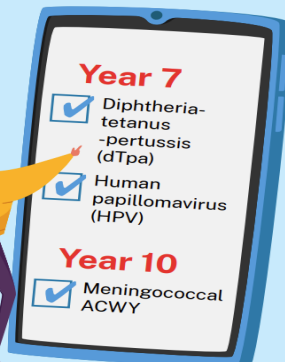 Year 7
Diphtheria-
tetanus
-pertussis
(dTpa)
Human
papillomavirus
(HPV)
Year 10
Meningococcal
ACWY